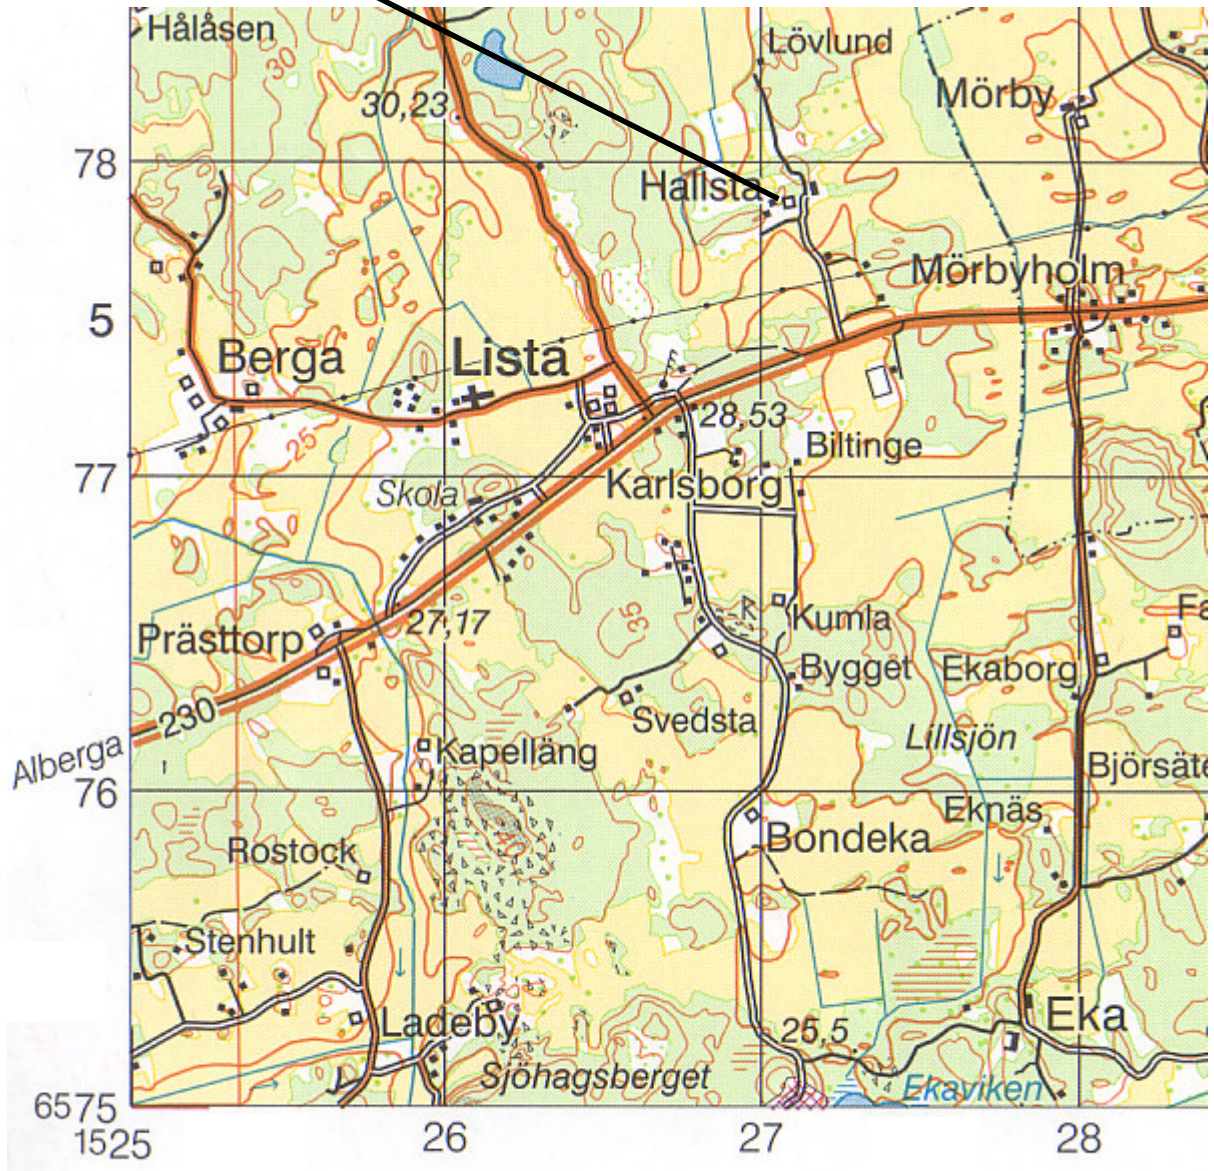 Hålåsen
Lövlund
30
Mörby
30,23
78
Hallsta
Mörbyholm
5
Berga
Lista
28,53
Biltinge
25
77
Skola
Karlsborg
35
27,17
Kumla
Prästtorp
Bygget
Ekaborg
230
Svedsta
Lillsjön
Alberga
Kapelläng
Björsäte
76
Eknäs
Bondeka
Rostock
Stenhult
Ladeby
25,5
Eka
Sjöhagsberget
Ekaviken
6575
1525
26
27
28